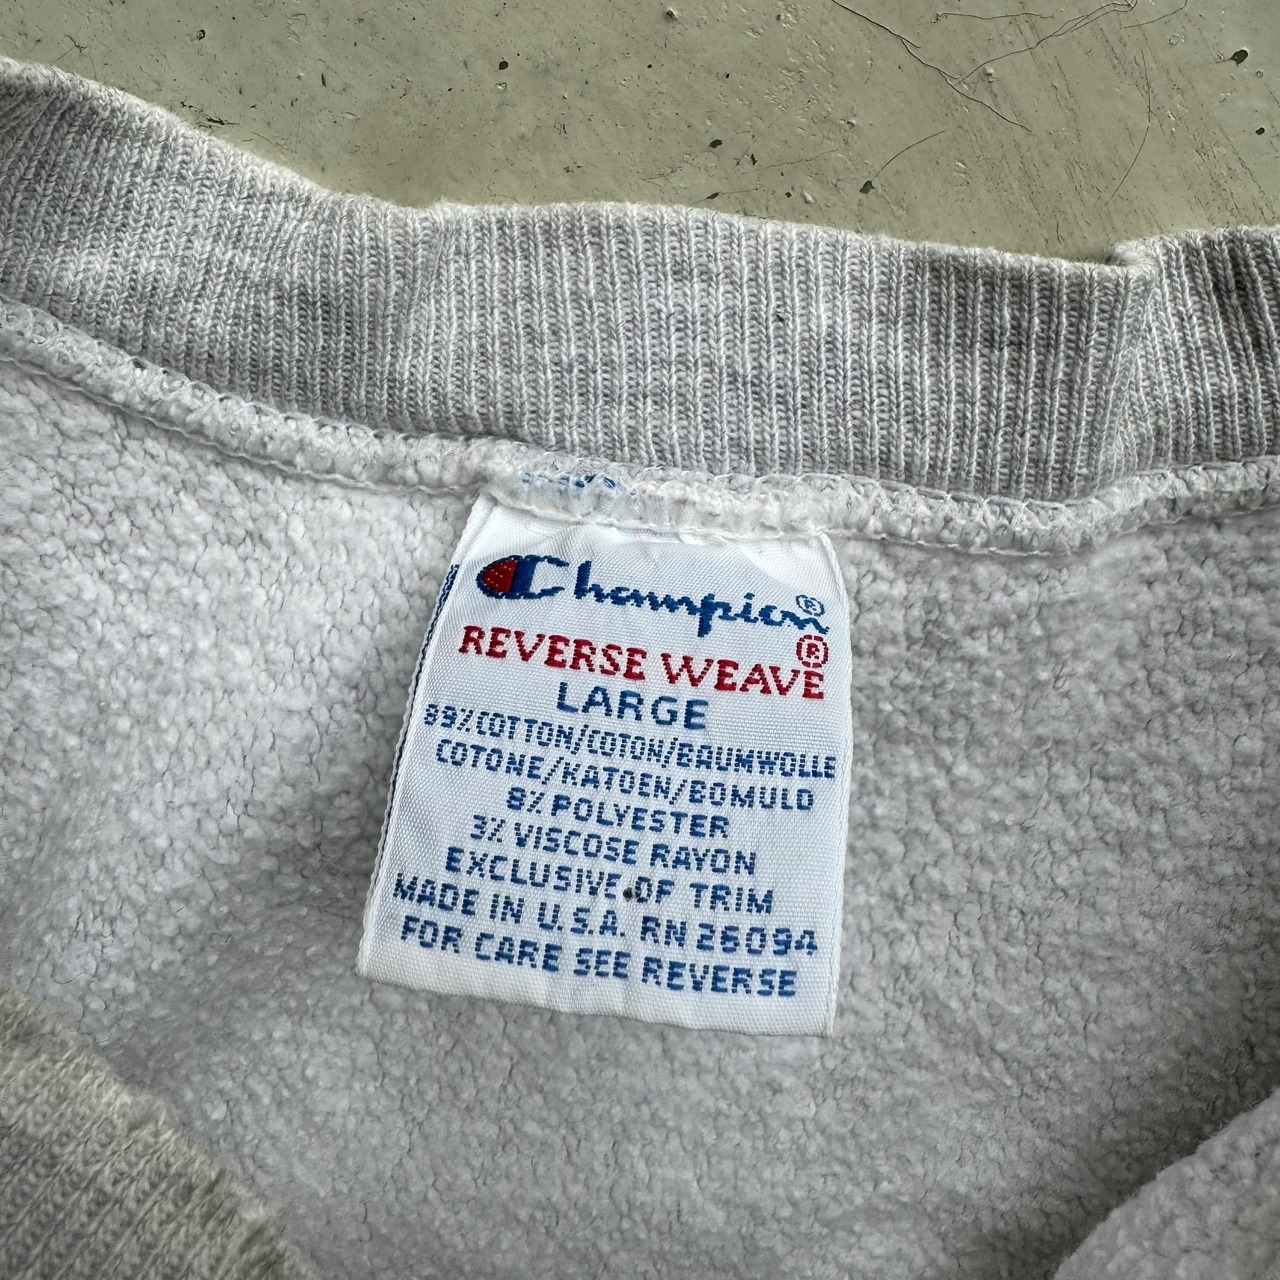 Champion®
REVERSE WEAVE®
LARGE
89% COTTON/COTON/BAUMWOLLE
COTONE/KATOEN/BOMULD
8% POLYESTER
3% VISCOSE RAYON
EXCLUSIVE OF TRIM
MADE IN U.S.A. RN 26094
FOR CARE SEE REVERSE